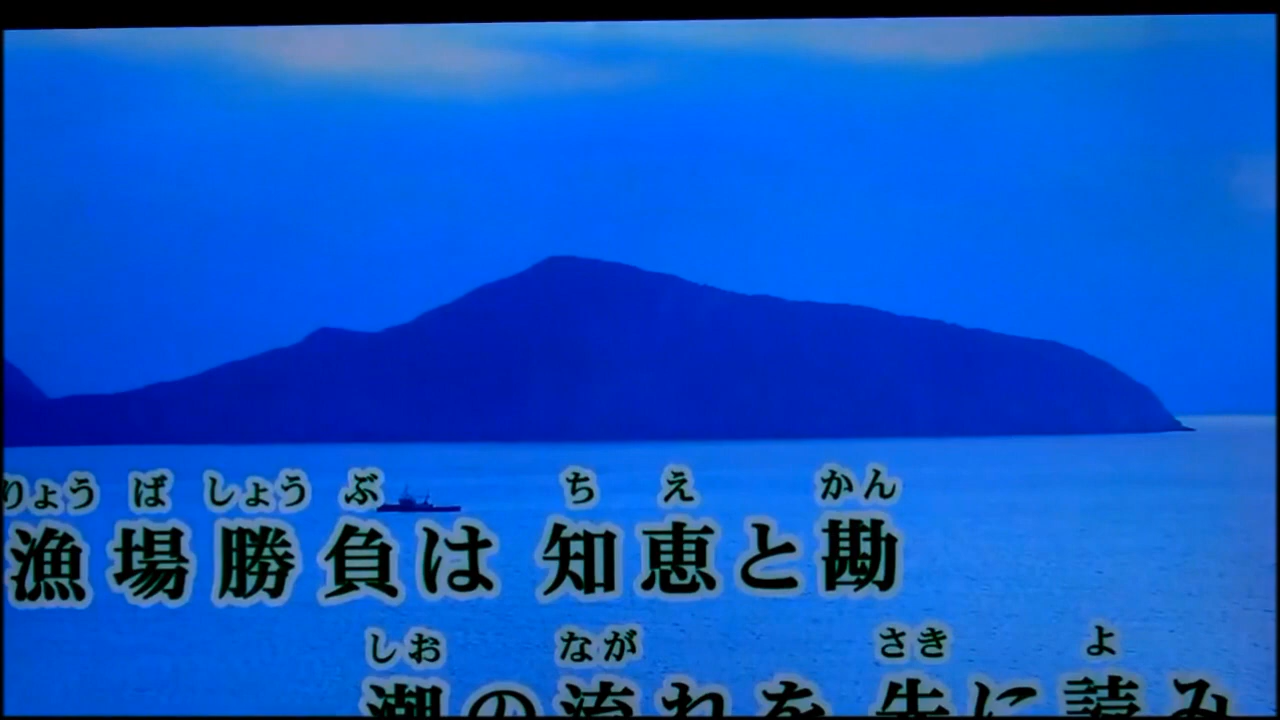 りょう ば しょう ぶ ち え かん
漁場勝負は 知恵と勘
しお なが さき よ
潮の流れを 先に読み